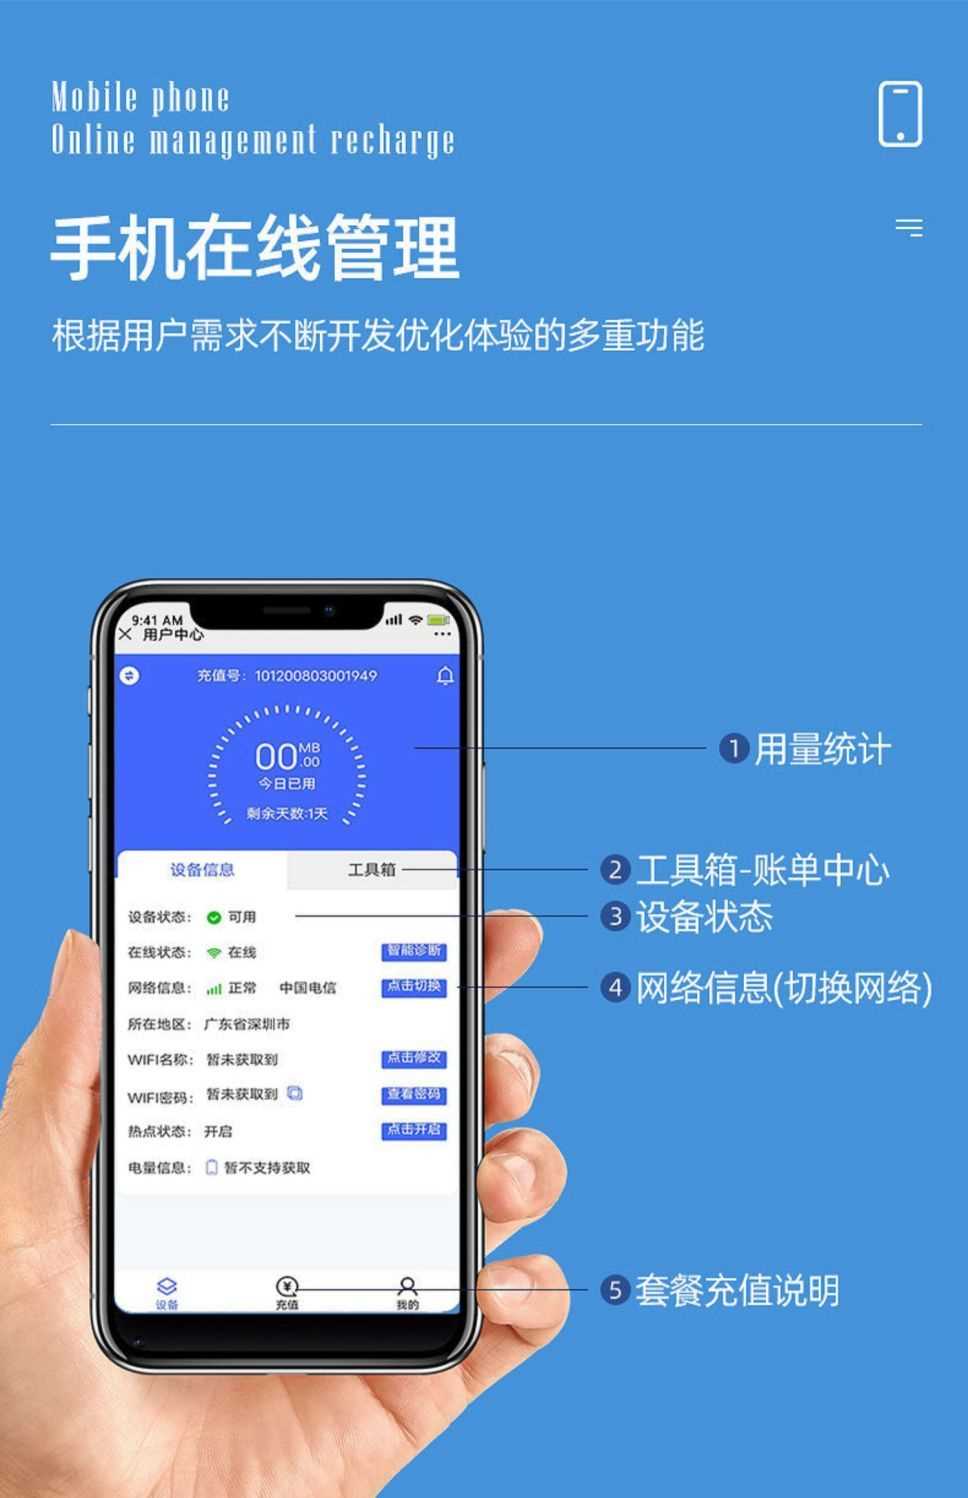 Mobile phone
Online management recharge
手机在线管理
根据用户需求不断开发优化体验的多重功能
9:41 AM
用户中心
充值号：101200803001949
00 MB
.00
今日已用
剩余天数:1天
1 用量统计
设备信息 工具箱
2 工具箱-账单中心
设备状态： 可用
3 设备状态
在线状态： 在线 智能诊断
网络信息： 正常 中国电信 点击切换
4 网络信息(切换网络)
所在地区： 广东省深圳市
WIFI名称： 暂未获取到 点击修改
WIFI密码： 暂未获取到 查看密码
热点状态： 开启 点击开启
电量信息： 暂不支持获取
5 套餐充值说明
设备 充值 我的